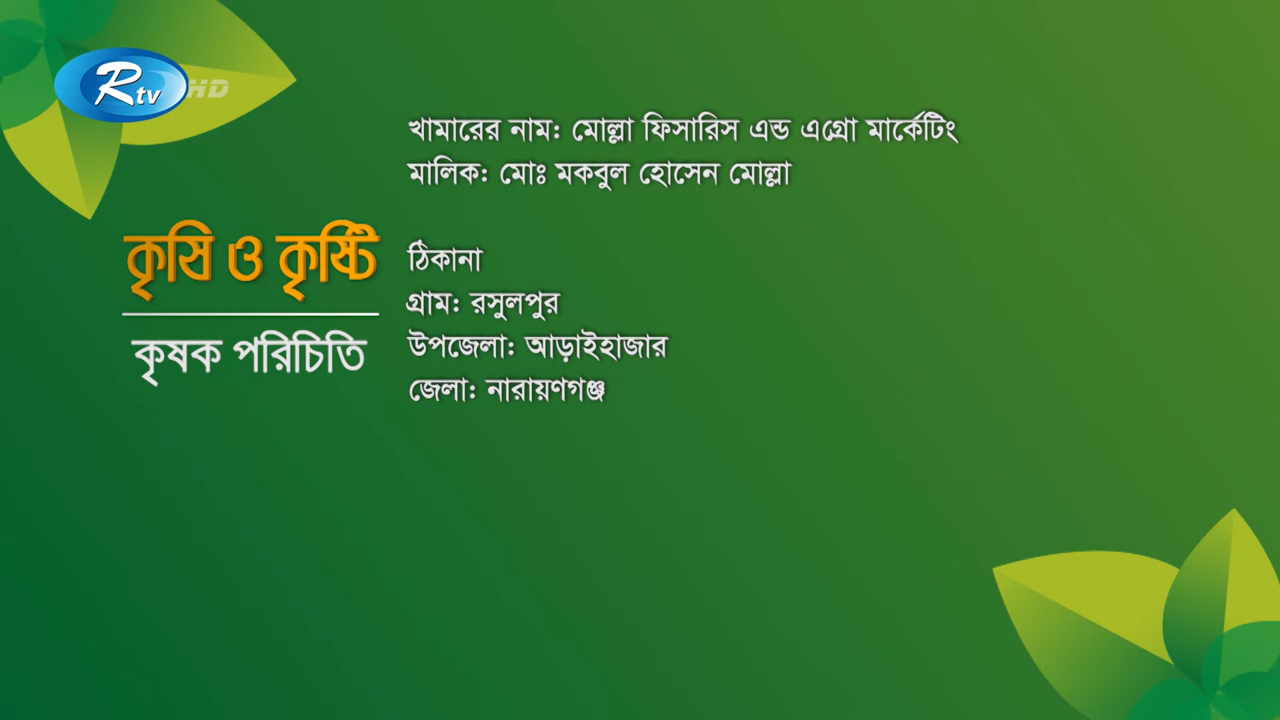 Rtv HD
খামারের নাম: মোল্লা ফিসারিস এন্ড এগ্রো মার্কেটিং
মালিক: মোঃ মকবুল হোসেন মোল্লা
কৃষি ও কৃষ্টি
কৃষক পরিচিতি
ঠিকানা
গ্রাম: রসুলপুর
উপজেলা: আড়াইহাজার
জেলা: নারায়ণগঞ্জ